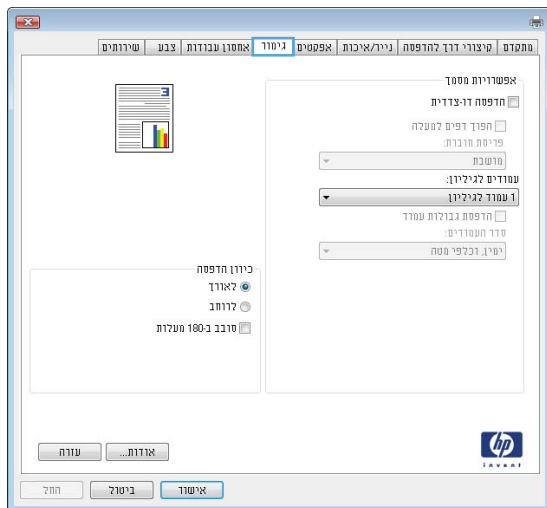 מתקדם
קיצורי דרך להדפסה
נייר/איכות
אפקטים
גימור
אחסון עבודות
צבע
שירותים
אפשרויות מסמך
הדפסה דו-צדדית
הפוך דפים למעלה
פריסת חוברת:
מושבת
עמודים לגיליון:
1 עמוד לגיליון
הדפסת גבולות עמוד
סדר העמודים:
ימין, וכלפי מטה
3
כיוון הדפסה
לאורך
לרוחב
סובב ב-180 מעלות
hp
invent
אודות...
עזרה
אישור
ביטול
החל